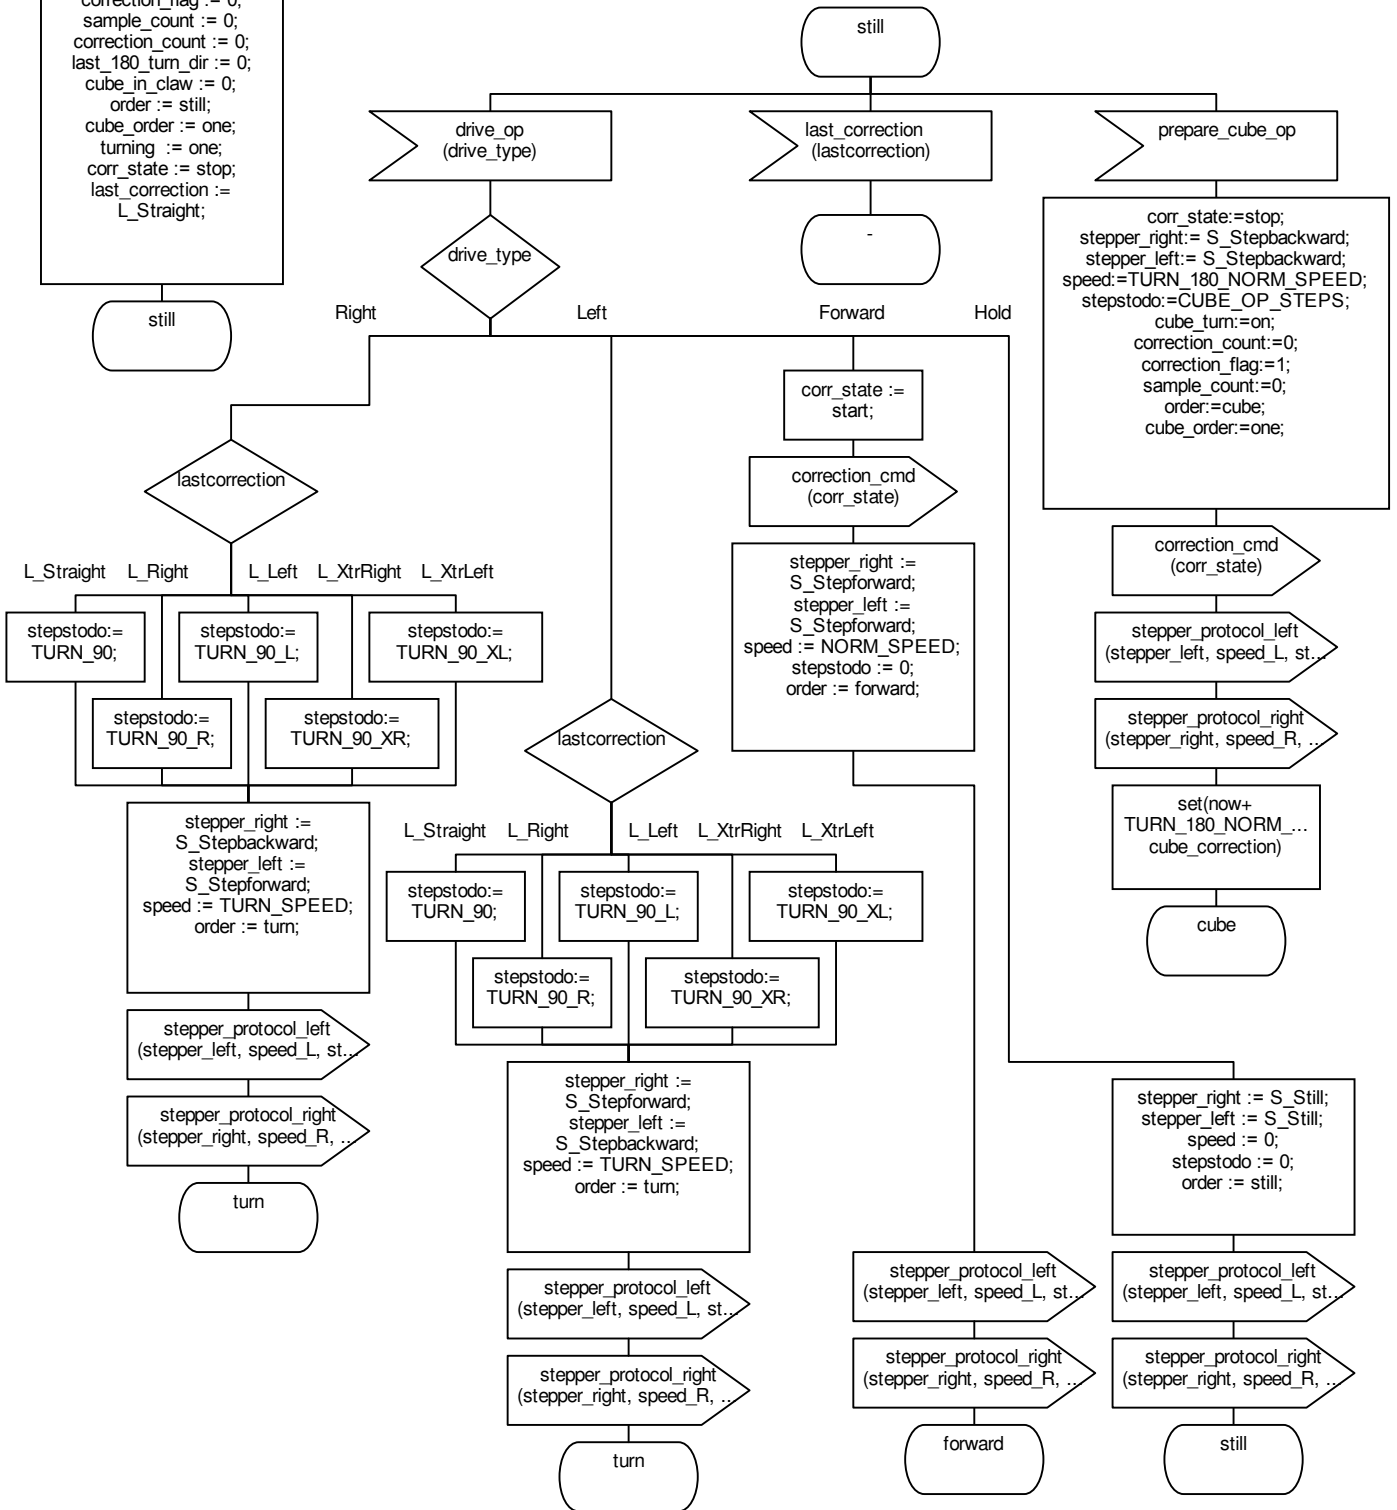 correction_flag := 0;
sample_count := 0;
correction_count := 0;
last_180_turn_dir := 0;
cube_in_claw := 0;
order := still;
cube_order := one;
turning := one;
corr_state := stop;
last_correction :=
L_Straight;
still
still
drive_op
(drive_type)
last_correction
(lastcorrection)
prepare_cube_op
drive_type
-
corr_state:=stop;
stepper_right:= S_Stepbackward;
stepper_left:= S_Stepbackward;
speed:=TURN_180_NORM_SPEED;
stepstodo:=CUBE_OP_STEPS;
cube_turn:=on;
correction_count:=0;
correction_flag:=1;
sample_count:=0;
order:=cube;
cube_order:=one;
correction_cmd
(corr_state)
stepper_protocol_left
(stepper_left, speed_L, st...
stepper_protocol_right
(stepper_right, speed_R, ...
set(now+
TURN_180_NORM_...
cube_correction)
cube
Right
Left
Forward
Hold
lastcorrection
L_Straight
L_Right
L_Left
L_XtrRight
L_XtrLeft
stepstodo:=
TURN_90;
stepstodo:=
TURN_90_L;
stepstodo:=
TURN_90_XL;
stepstodo:=
TURN_90_R;
stepstodo:=
TURN_90_XR;
stepper_right :=
S_Stepbackward;
stepper_left :=
S_Stepforward;
speed := TURN_SPEED;
order := turn;
stepper_protocol_left
(stepper_left, speed_L, st...
stepper_protocol_right
(stepper_right, speed_R, ...
turn
lastcorrection
L_Straight
L_Right
L_Left
L_XtrRight
L_XtrLeft
stepstodo:=
TURN_90;
stepstodo:=
TURN_90_L;
stepstodo:=
TURN_90_XL;
stepstodo:=
TURN_90_R;
stepstodo:=
TURN_90_XR;
stepper_right :=
S_Stepforward;
stepper_left :=
S_Stepbackward;
speed := TURN_SPEED;
order := turn;
stepper_protocol_left
(stepper_left, speed_L, st...
stepper_protocol_right
(stepper_right, speed_R, ...
turn
corr_state :=
start;
correction_cmd
(corr_state)
stepper_right :=
S_Stepforward;
stepper_left :=
S_Stepforward;
speed := NORM_SPEED;
stepstodo := 0;
order := forward;
stepper_protocol_left
(stepper_left, speed_L, st...
stepper_protocol_right
(stepper_right, speed_R, ...
forward
stepper_right := S_Still;
stepper_left := S_Still;
speed := 0;
stepstodo := 0;
order := still;
stepper_protocol_left
(stepper_left, speed_L, st...
stepper_protocol_right
(stepper_right, speed_R, ...
still